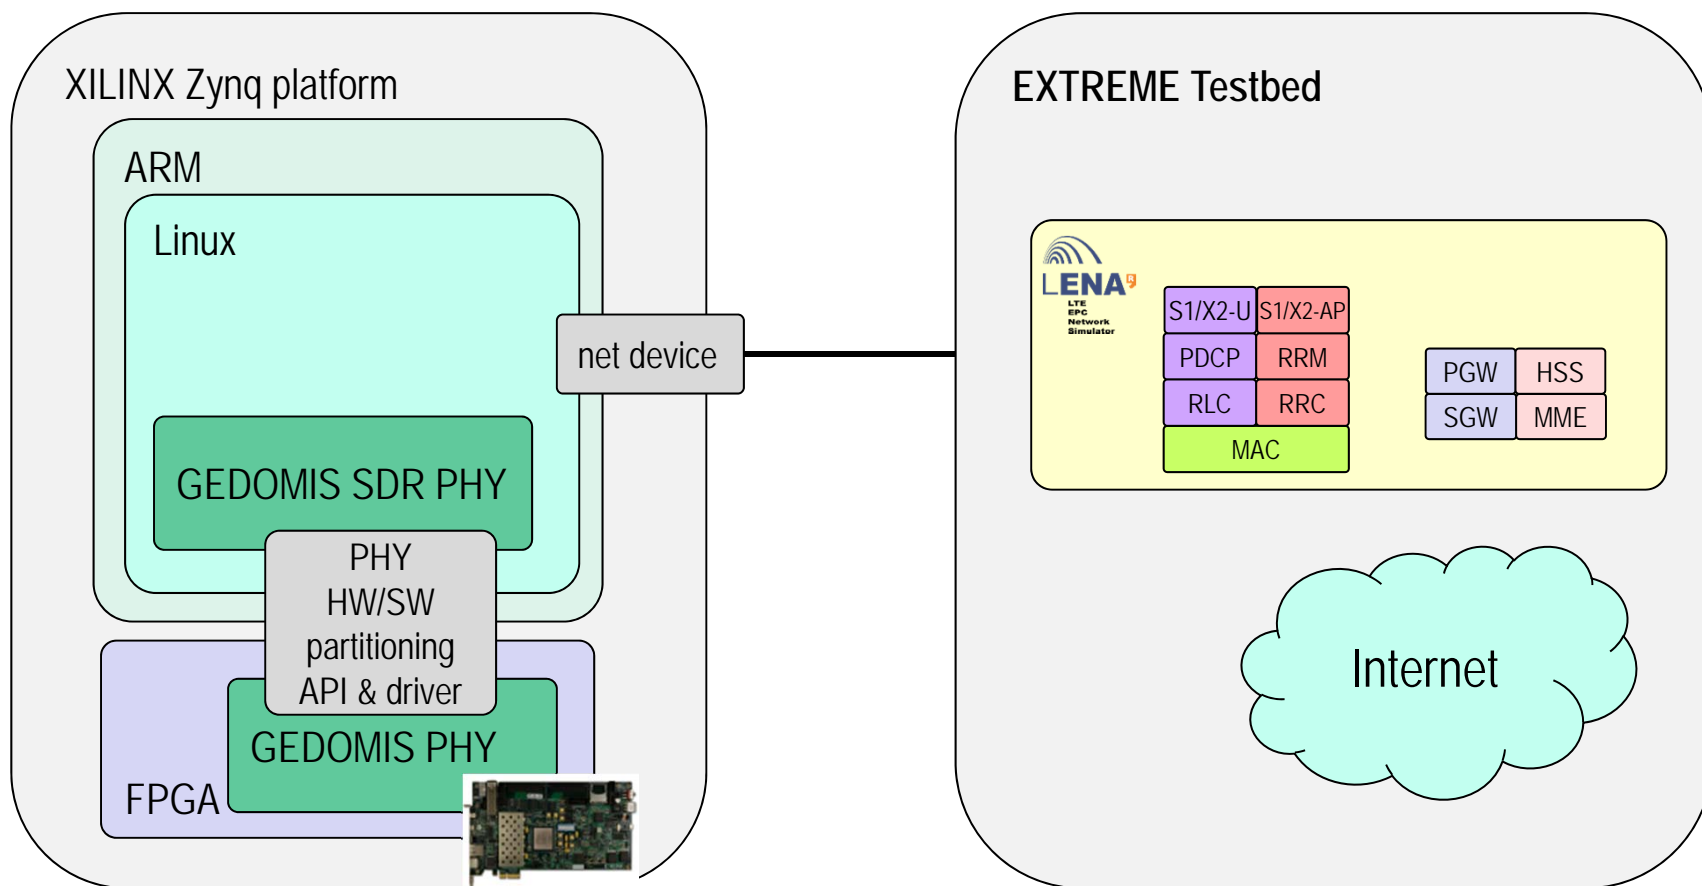 XILINX Zynq platform
ARM
Linux
net device
GEDOMIS SDR PHY
PHY
HW/SW
partitioning
API & driver
GEDOMIS PHY
FPGA
EXTREME Testbed
LENA
LTE
EPC
Network
Simulator
S1/X2-U S1/X2-AP
PDCP RRM
RLC RRC
MAC
PGW HSS
SGW MME
Internet